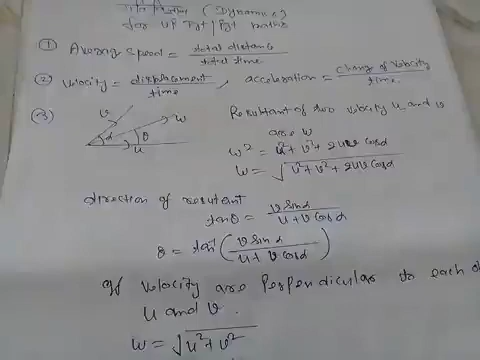 गतिविज्ञान (Dynamics)
for UP TGT / PGT maths
① Average speed = total distance / total time
② Velocity = displacement / time , acceleration = change of velocity / time
③ v w α θ u
Resultant of two velocity u and v
are w
w² = u² + v² + 2uv cosα
w = √(u² + v² + 2uv cosα)
direction of resultant
tanθ = v sinα / u + v cosα
θ = tan⁻¹ (v sinα / u + v cosα)
If velocity are perpendicular to each
u and v.
w = √(u² + v²)